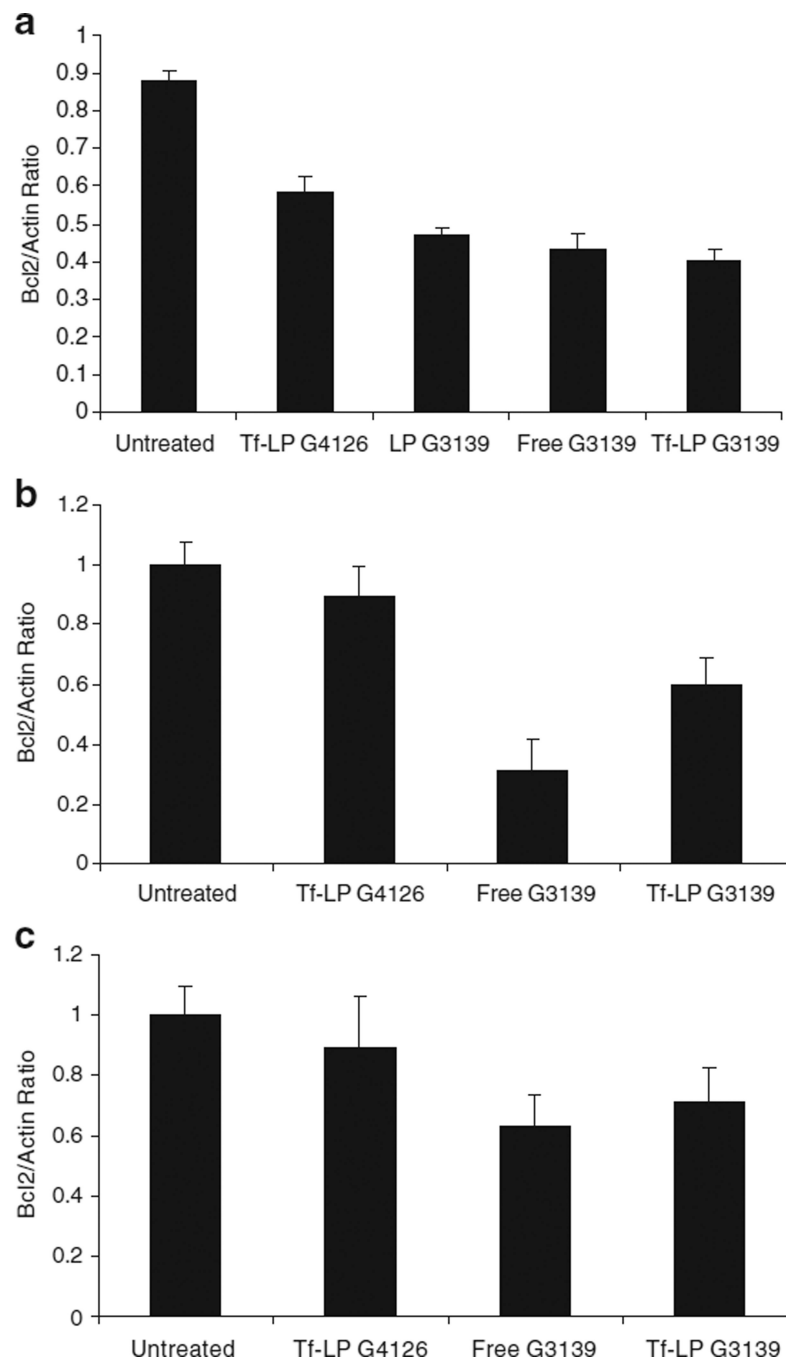 a
1
0.9
0.8
0.7
0.6
0.5
0.4
0.3
0.2
0.1
0
Bcl2/Actin Ratio
Untreated Tf-LP G4126 LP G3139 Free G3139 Tf-LP G3139
b
1.2
1
0.8
0.6
0.4
0.2
0
Bcl2/Actin Ratio
Untreated Tf-LP G4126 Free G3139 Tf-LP G3139
c
1.2
1
0.8
0.6
0.4
0.2
0
Bcl2/Actin Ratio
Untreated Tf-LP G4126 Free G3139 Tf-LP G3139